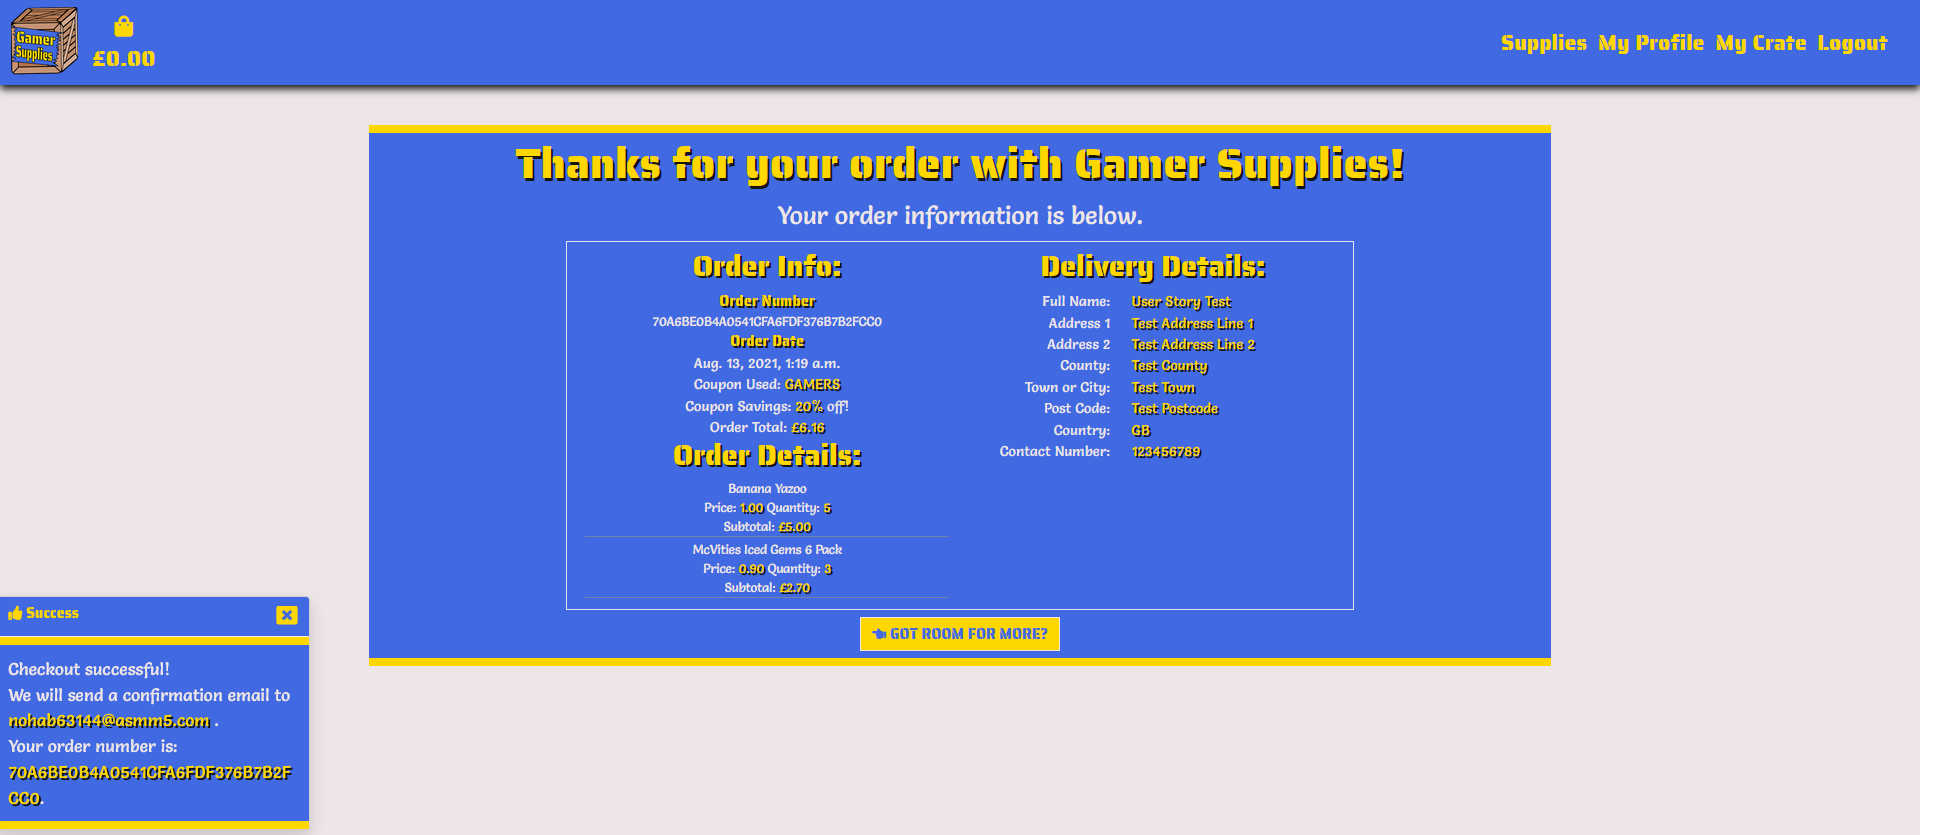 Gamer
Supplies
£0.00
Supplies My Profile My Crate Logout
Thanks for your order with Gamer Supplies!
Your order information is below.
Order Info:
Order Number
70A6BE0B4A0541CFA6FDF376B7B2FCC0
Order Date
Aug. 13, 2021, 1:19 a.m.
Coupon Used: GAMERS
Coupon Savings: 20% off!
Order Total: £6.16
Order Details:
Banana Yazoo
Price: 1.00 Quantity: 5
Subtotal: £5.00
McVities Iced Gems 6 Pack
Price: 0.90 Quantity: 3
Subtotal: £2.70
Delivery Details:
Full Name: User Story Test
Address 1 Test Address Line 1
Address 2 Test Address Line 2
County: Test County
Town or City: Test Town
Post Code: Test Postcode
Country: GB
Contact Number: 123456789
GOT ROOM FOR MORE?
Success
Checkout successful!
We will send a confirmation email to
nohab63144@asmm5.com .
Your order number is:
70A6BE0B4A0541CFA6FDF376B7B2F
CC0.